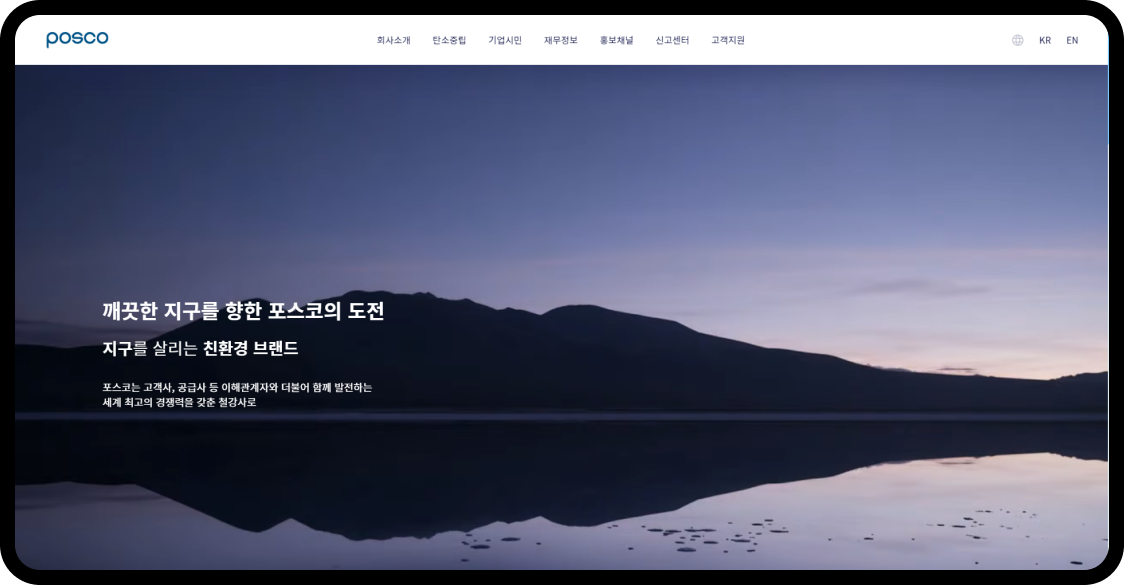 posco
회사소개 탄소중립 기업시민 재무정보 홍보채널 신고센터 고객지원 KR EN
깨끗한 지구를 향한 포스코의 도전
지구를 살리는 친환경 브랜드
포스코는 고객사, 공급사 등 이해관계자와 더불어 함께 발전하는
세계 최고의 경쟁력을 갖춘 철강사로